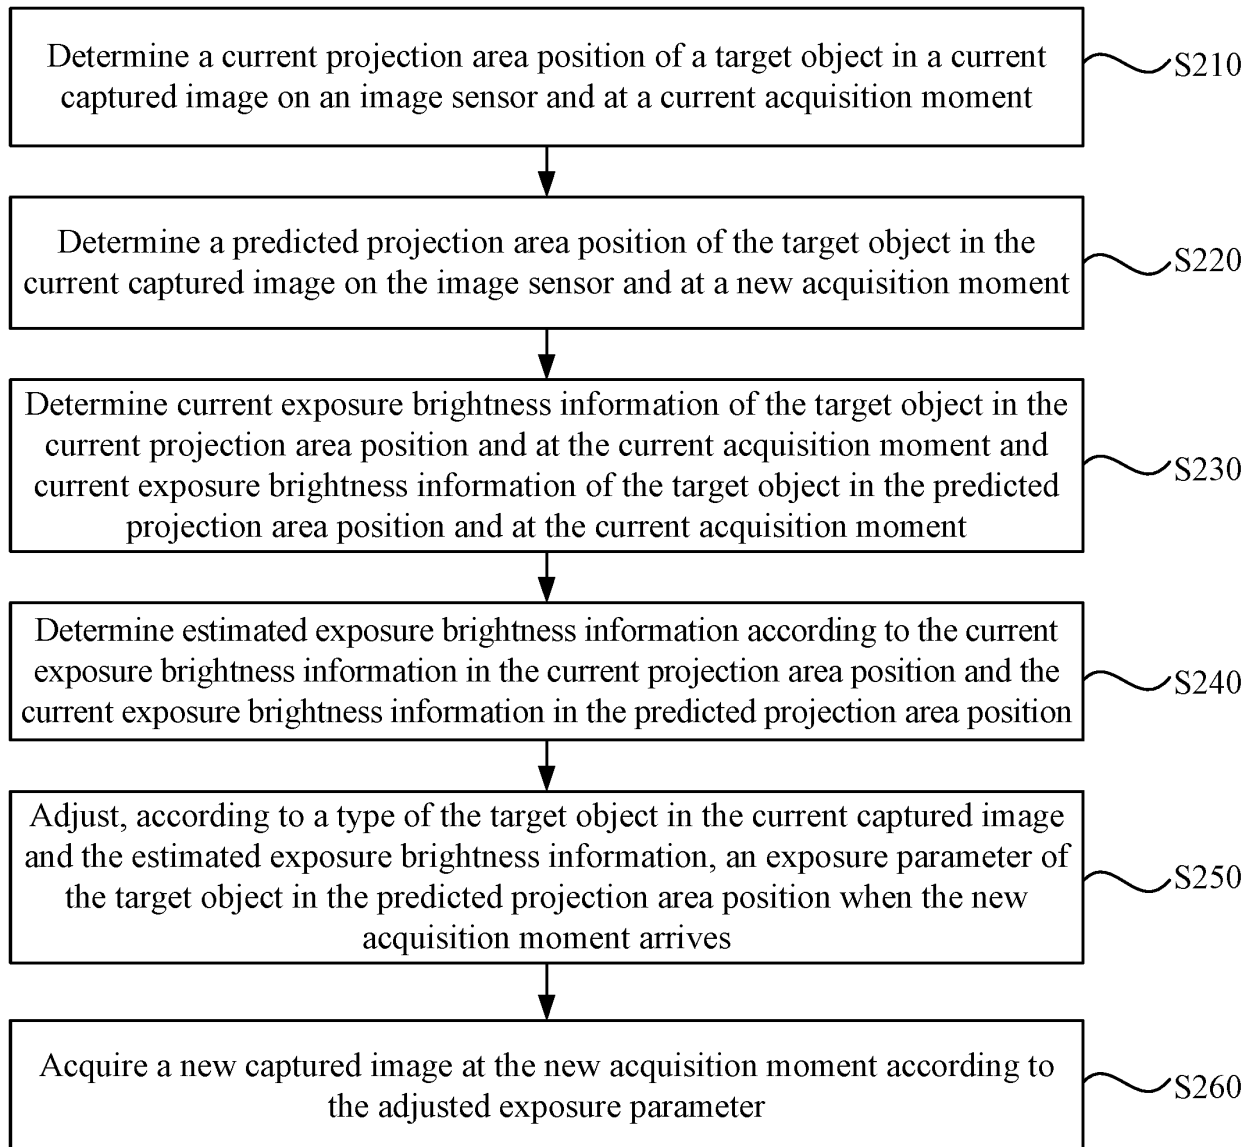 Determine a current projection area position of a target object in a current
captured image on an image sensor and at a current acquisition moment
S210
Determine a predicted projection area position of the target object in the
current captured image on the image sensor and at a new acquisition moment
S220
Determine current exposure brightness information of the target object in the
current projection area position and at the current acquisition moment and
current exposure brightness information of the target object in the predicted
projection area position and at the current acquisition moment
S230
Determine estimated exposure brightness information according to the current
exposure brightness information in the current projection area position and the
current exposure brightness information in the predicted projection area position
S240
Adjust, according to a type of the target object in the current captured image
and the estimated exposure brightness information, an exposure parameter of
the target object in the predicted projection area position when the new
acquisition moment arrives
S250
Acquire a new captured image at the new acquisition moment according to
the adjusted exposure parameter
S260